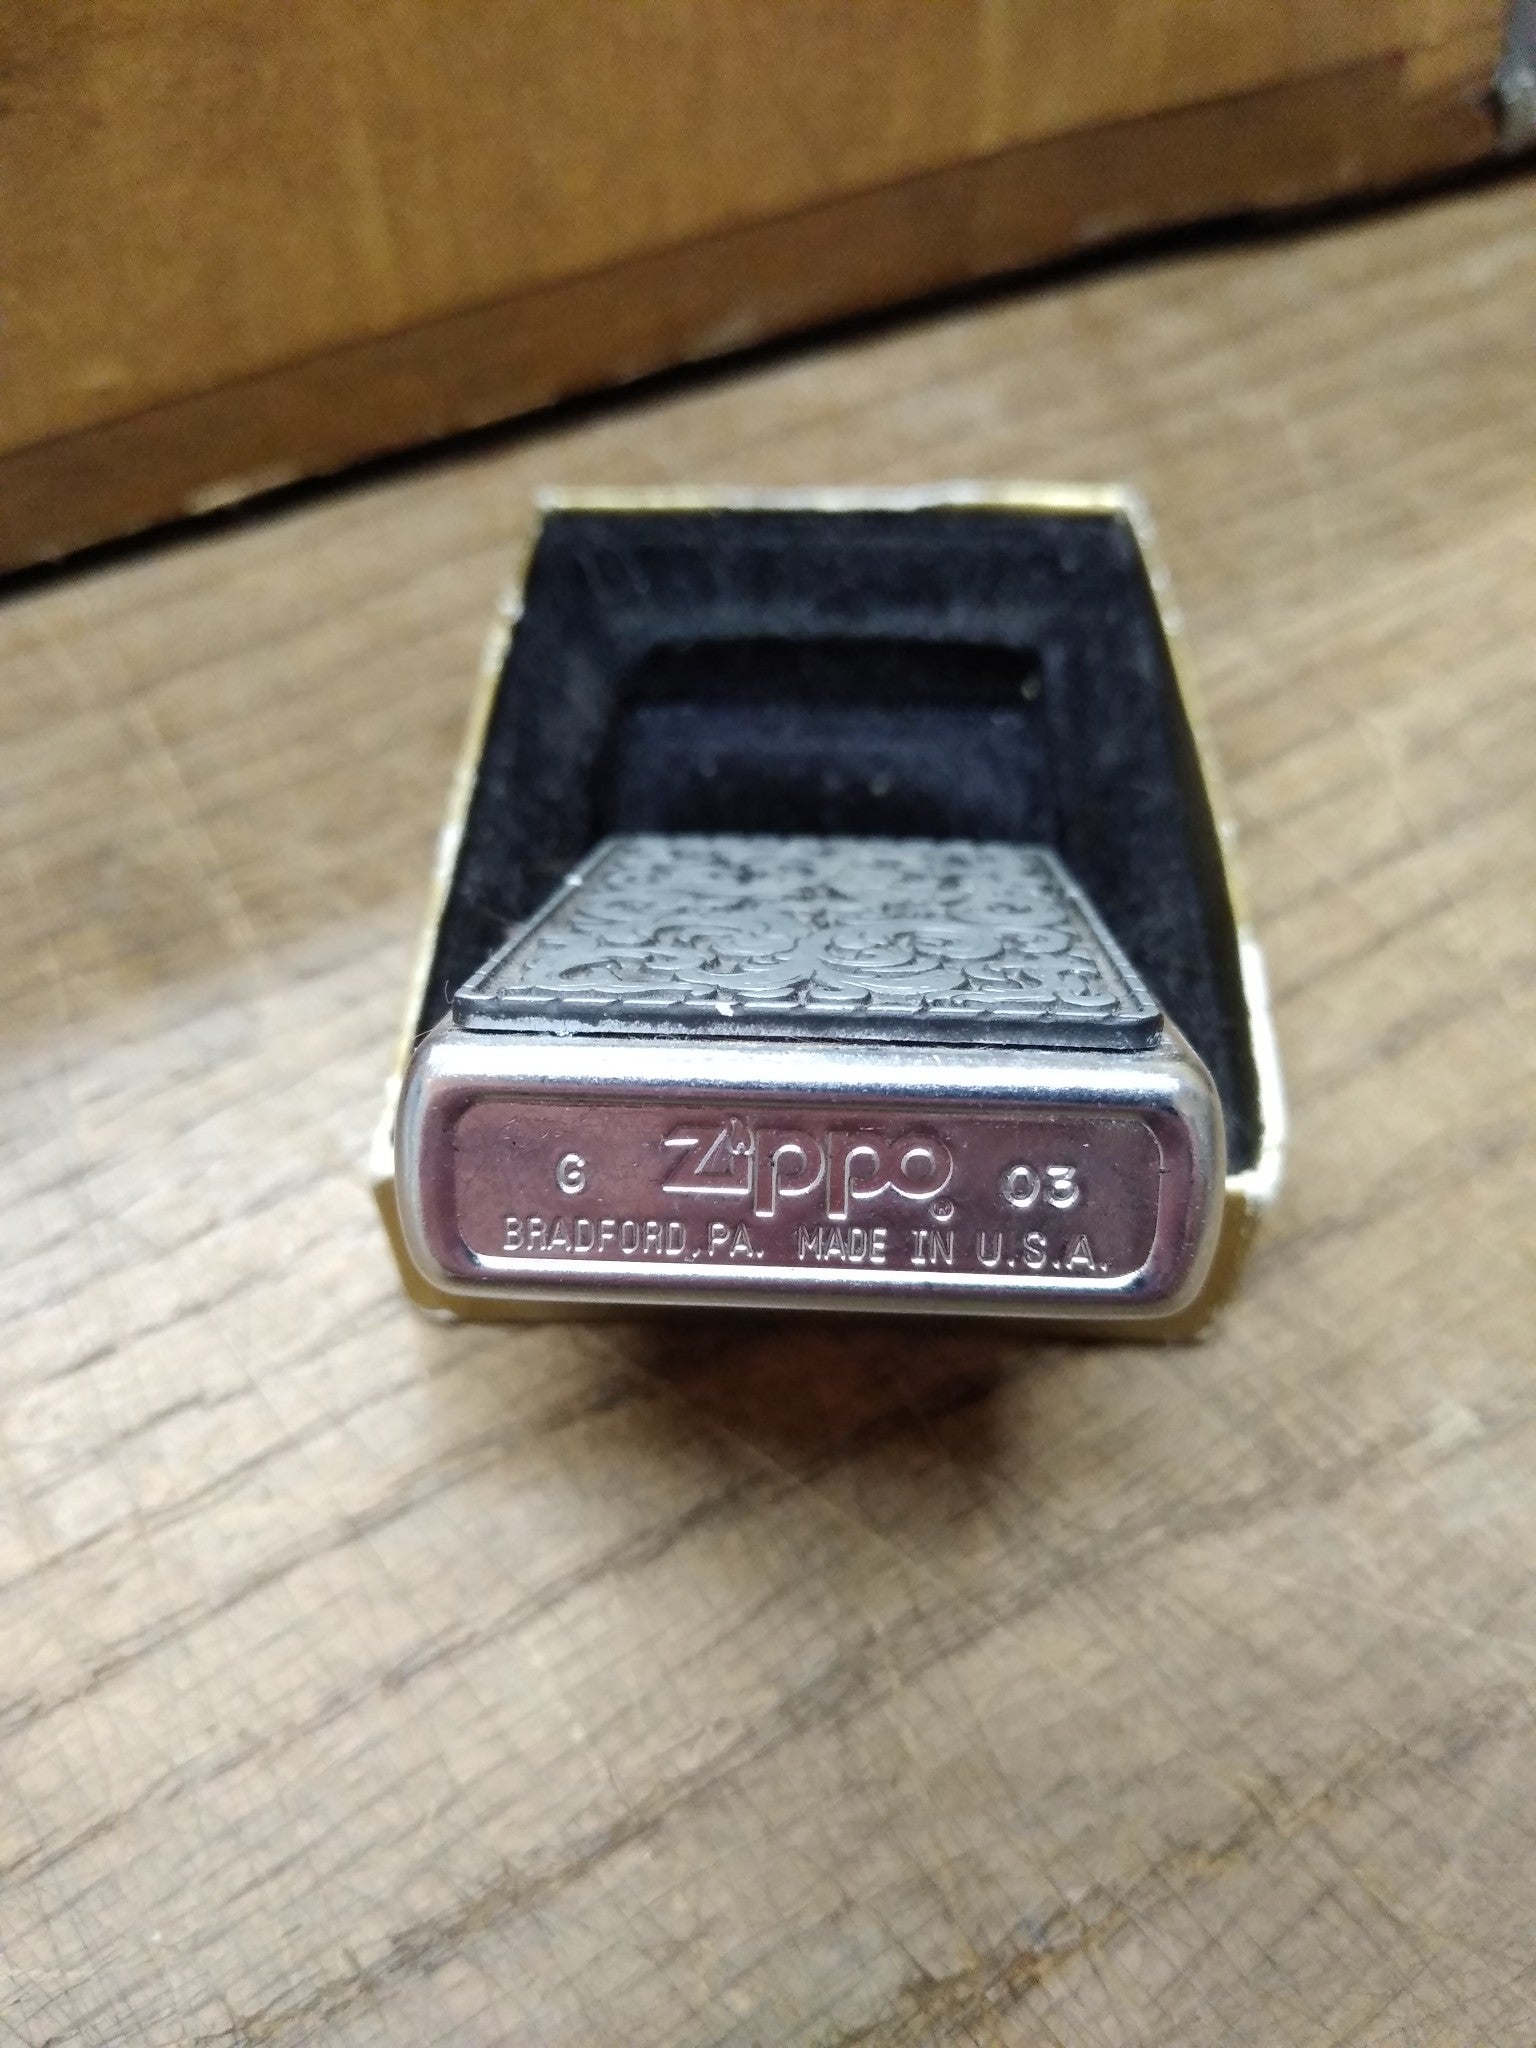 G Zippo ® 03
BRADFORD, PA. MADE IN U.S.A.